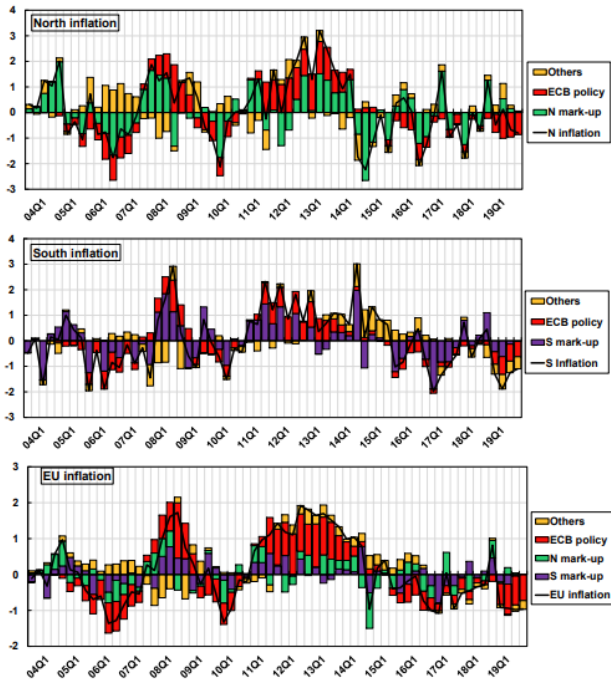 North inflation
4
3
2
1
0
-1
-2
-3
Others
ECB policy
N mark-up
N inflation
04Q1 05Q1 06Q1 07Q1 08Q1 09Q1 10Q1 11Q1 12Q1 13Q1 14Q1 15Q1 16Q1 17Q1 18Q1 19Q1
South inflation
4
3
2
1
0
-1
-2
-3
Others
ECB policy
S mark-up
S Inflation
04Q1 05Q1 06Q1 07Q1 08Q1 09Q1 10Q1 11Q1 12Q1 13Q1 14Q1 15Q1 16Q1 17Q1 18Q1 19Q1
EU inflation
3
2
1
0
-1
-2
Others
ECB policy
N mark-up
S mark-up
EU inflation
04Q1 05Q1 06Q1 07Q1 08Q1 09Q1 10Q1 11Q1 12Q1 13Q1 14Q1 15Q1 16Q1 17Q1 18Q1 19Q1